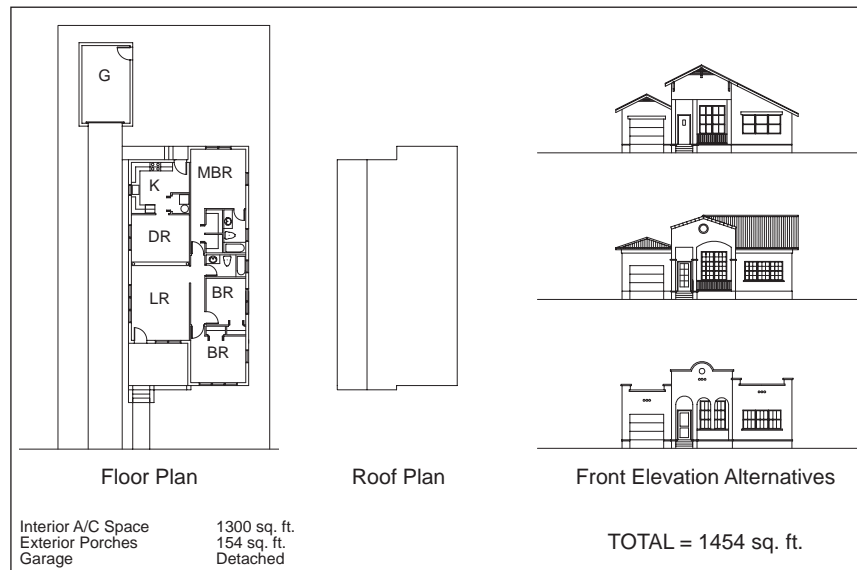 G
K
MBR
DR
LR
BR
BR
Floor Plan
Roof Plan
Front Elevation Alternatives
Interior A/C Space 1300 sq. ft.
Exterior Porches 154 sq. ft.
Garage Detached
TOTAL = 1454 sq. ft.